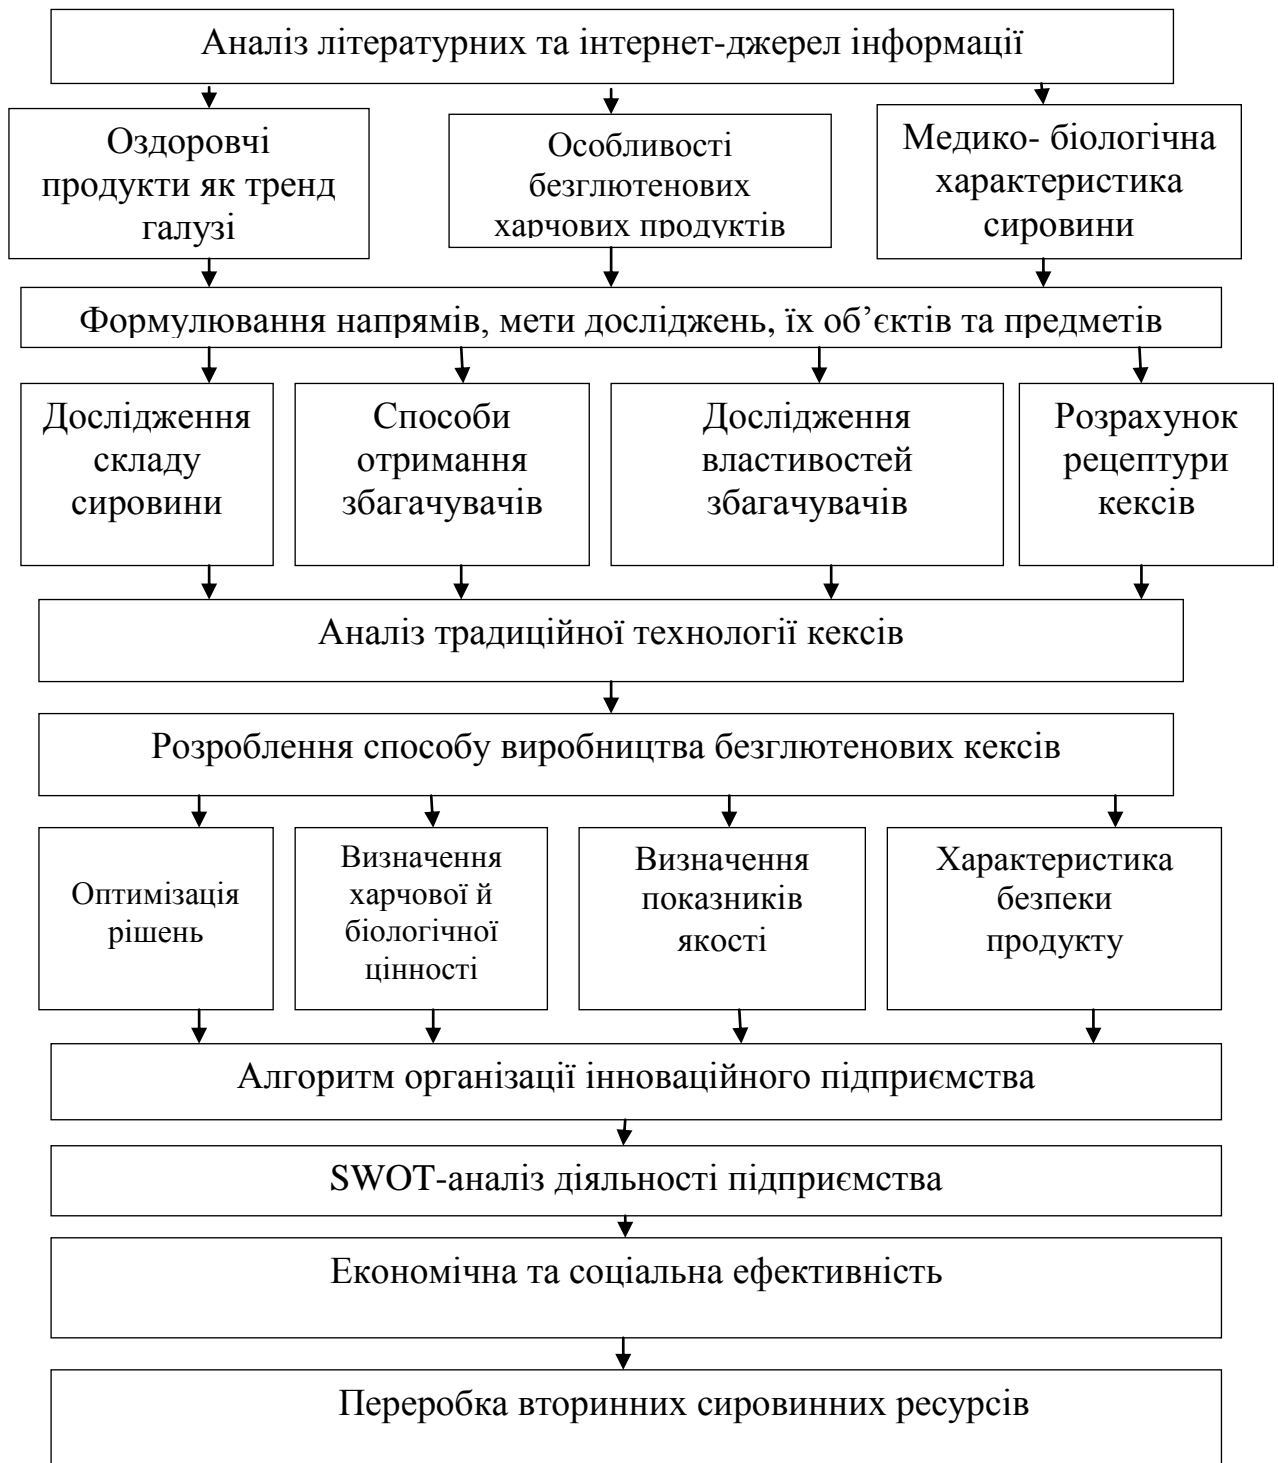 Аналіз літературних та інтернет-джерел інформації
Оздоровчі
продукти як тренд
галузі
Особливості
безглютенових
харчових продуктів
Медико- біологічна
характеристика
сировини
Формулювання напрямів, мети досліджень, їх об’єктів та предметів
Дослідження
складу
сировини
Способи
отримання
збагачувачів
Дослідження
властивостей
збагачувачів
Розрахунок
рецептури
кексів
Аналіз традиційної технології кексів
Розроблення способу виробництва безглютенових кексів
Оптимізація
рішень
Визначення
харчової й
біологічної
цінності
Визначення
показників
якості
Характеристика
безпеки
продукту
Алгоритм організації інноваційного підприємства
SWOT-аналіз діяльності підприємства
Економічна та соціальна ефективність
Переробка вторинних сировинних ресурсів